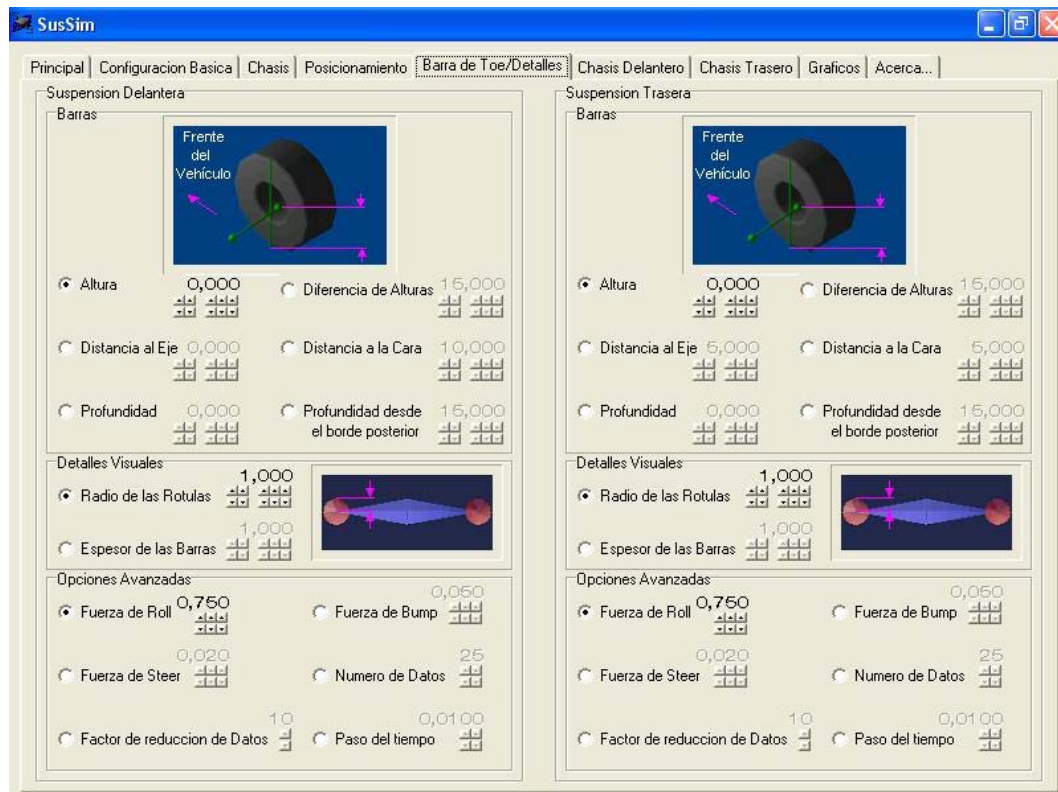 SusSim
Principal Configuracion Basica Chasis Posicionamiento Barra de Toe/Detalles Chasis Delantero Chasis Trasero Graficos Acerca...
Suspension Delantera
Barras
Frente
del
Vehículo
Altura 0,000 Diferencia de Alturas 15,000
Distancia al Eje 0,000 Distancia a la Cara 10,000
Profundidad 0,000 Profundidad desde
el borde posterior 15,000
Detalles Visuales
Radio de las Rotulas 1,000
Espesor de las Barras 1,000
Opciones Avanzadas
Fuerza de Roll 0,750 Fuerza de Bump 0,050
Fuerza de Steer 0,020 Numero de Datos 25
Factor de reduccion de Datos 10 Paso del tiempo 0,0100
Suspension Trasera
Barras
Frente
del
Vehículo
Altura 0,000 Diferencia de Alturas 15,000
Distancia al Eje 5,000 Distancia a la Cara 5,000
Profundidad 0,000 Profundidad desde
el borde posterior 15,000
Detalles Visuales
Radio de las Rotulas 1,000
Espesor de las Barras 1,000
Opciones Avanzadas
Fuerza de Roll 0,750 Fuerza de Bump 0,050
Fuerza de Steer 0,020 Numero de Datos 25
Factor de reduccion de Datos 10 Paso del tiempo 0,0100